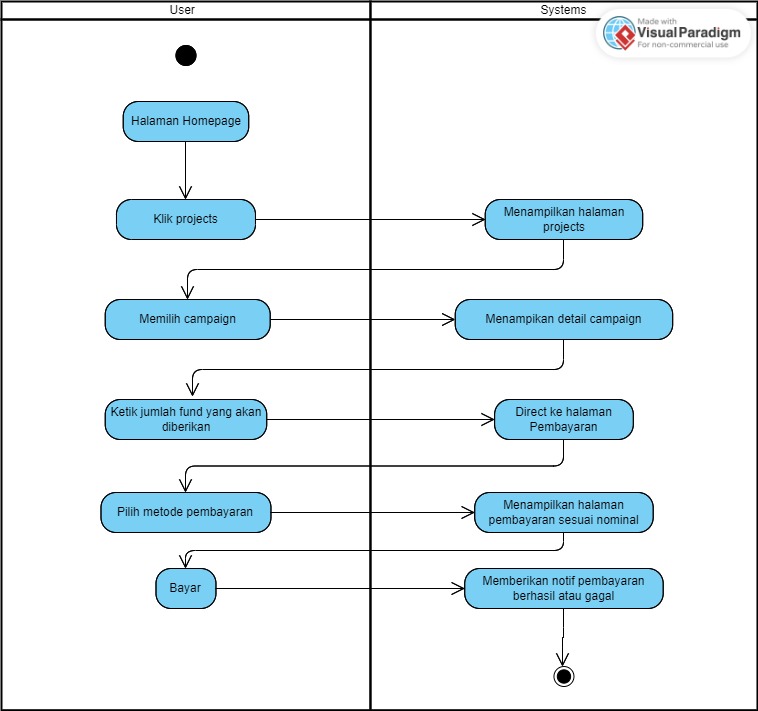 User
Systems
Made with
VisualParadigm
For non-commercial use
Halaman Homepage
Klik projects
Menampilkan halaman
projects
Memilih campaign
Menampikan detail campaign
Ketik jumlah fund yang akan
diberikan
Direct ke halaman
Pembayaran
Pilih metode pembayaran
Menampilkan halaman
pembayaran sesuai nominal
Bayar
Memberikan notif pembayaran
berhasil atau gagal